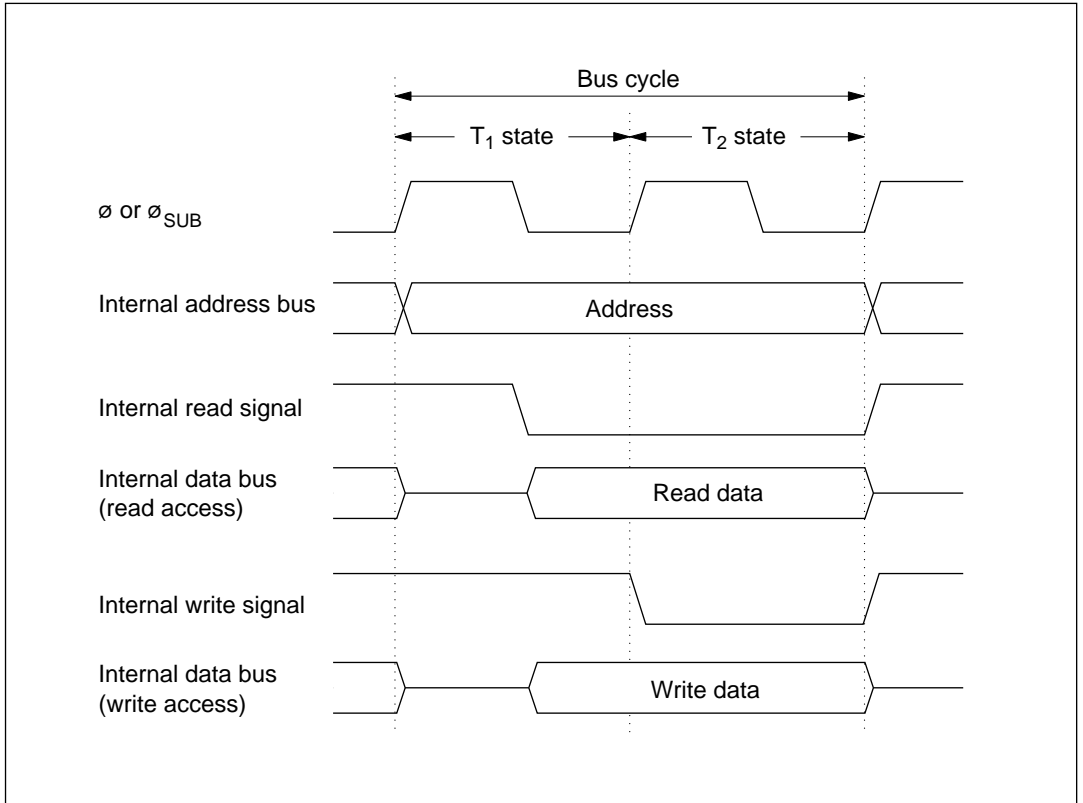 Bus cycle
T1 state
T2 state
ø or øSUB
Internal address bus
Address
Internal read signal
Internal data bus
(read access)
Read data
Internal write signal
Internal data bus
(write access)
Write data